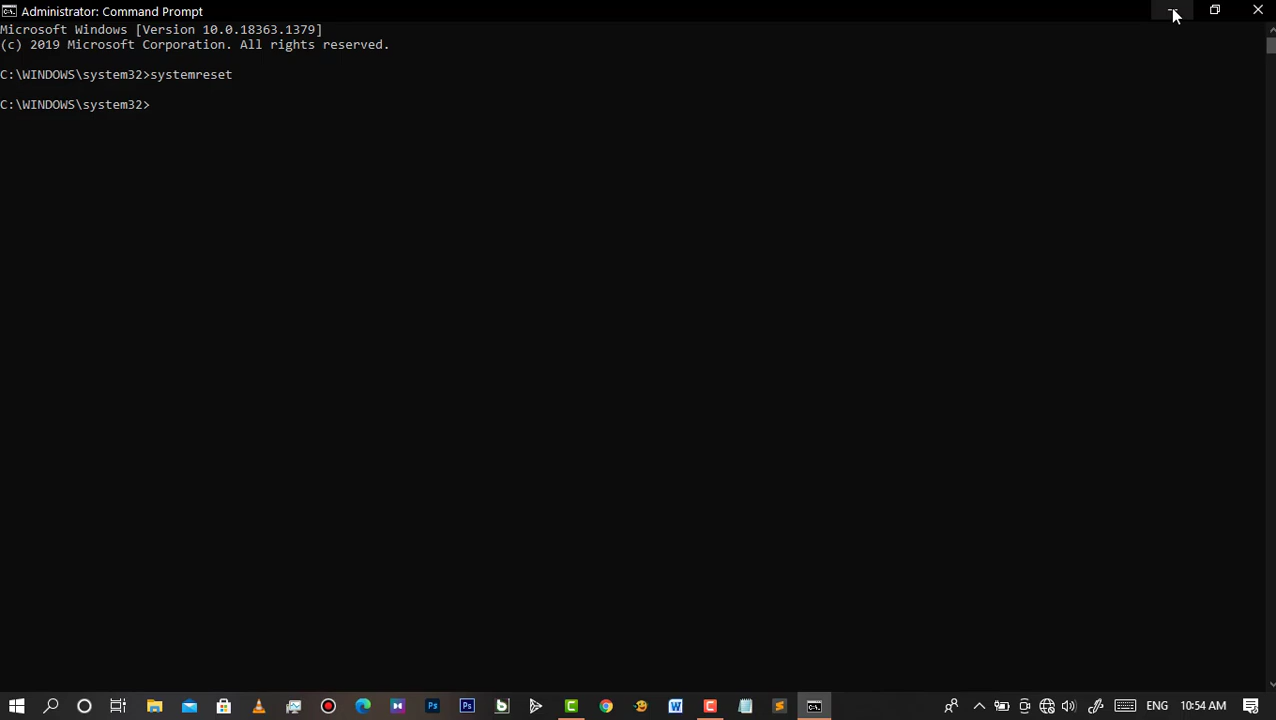 Administrator: Command Prompt
Microsoft Windows [Version 10.0.18363.1379]
(c) 2019 Microsoft Corporation. All rights reserved.
C:\WINDOWS\system32>systemreset
C:\WINDOWS\system32>
ENG 10:54 AM